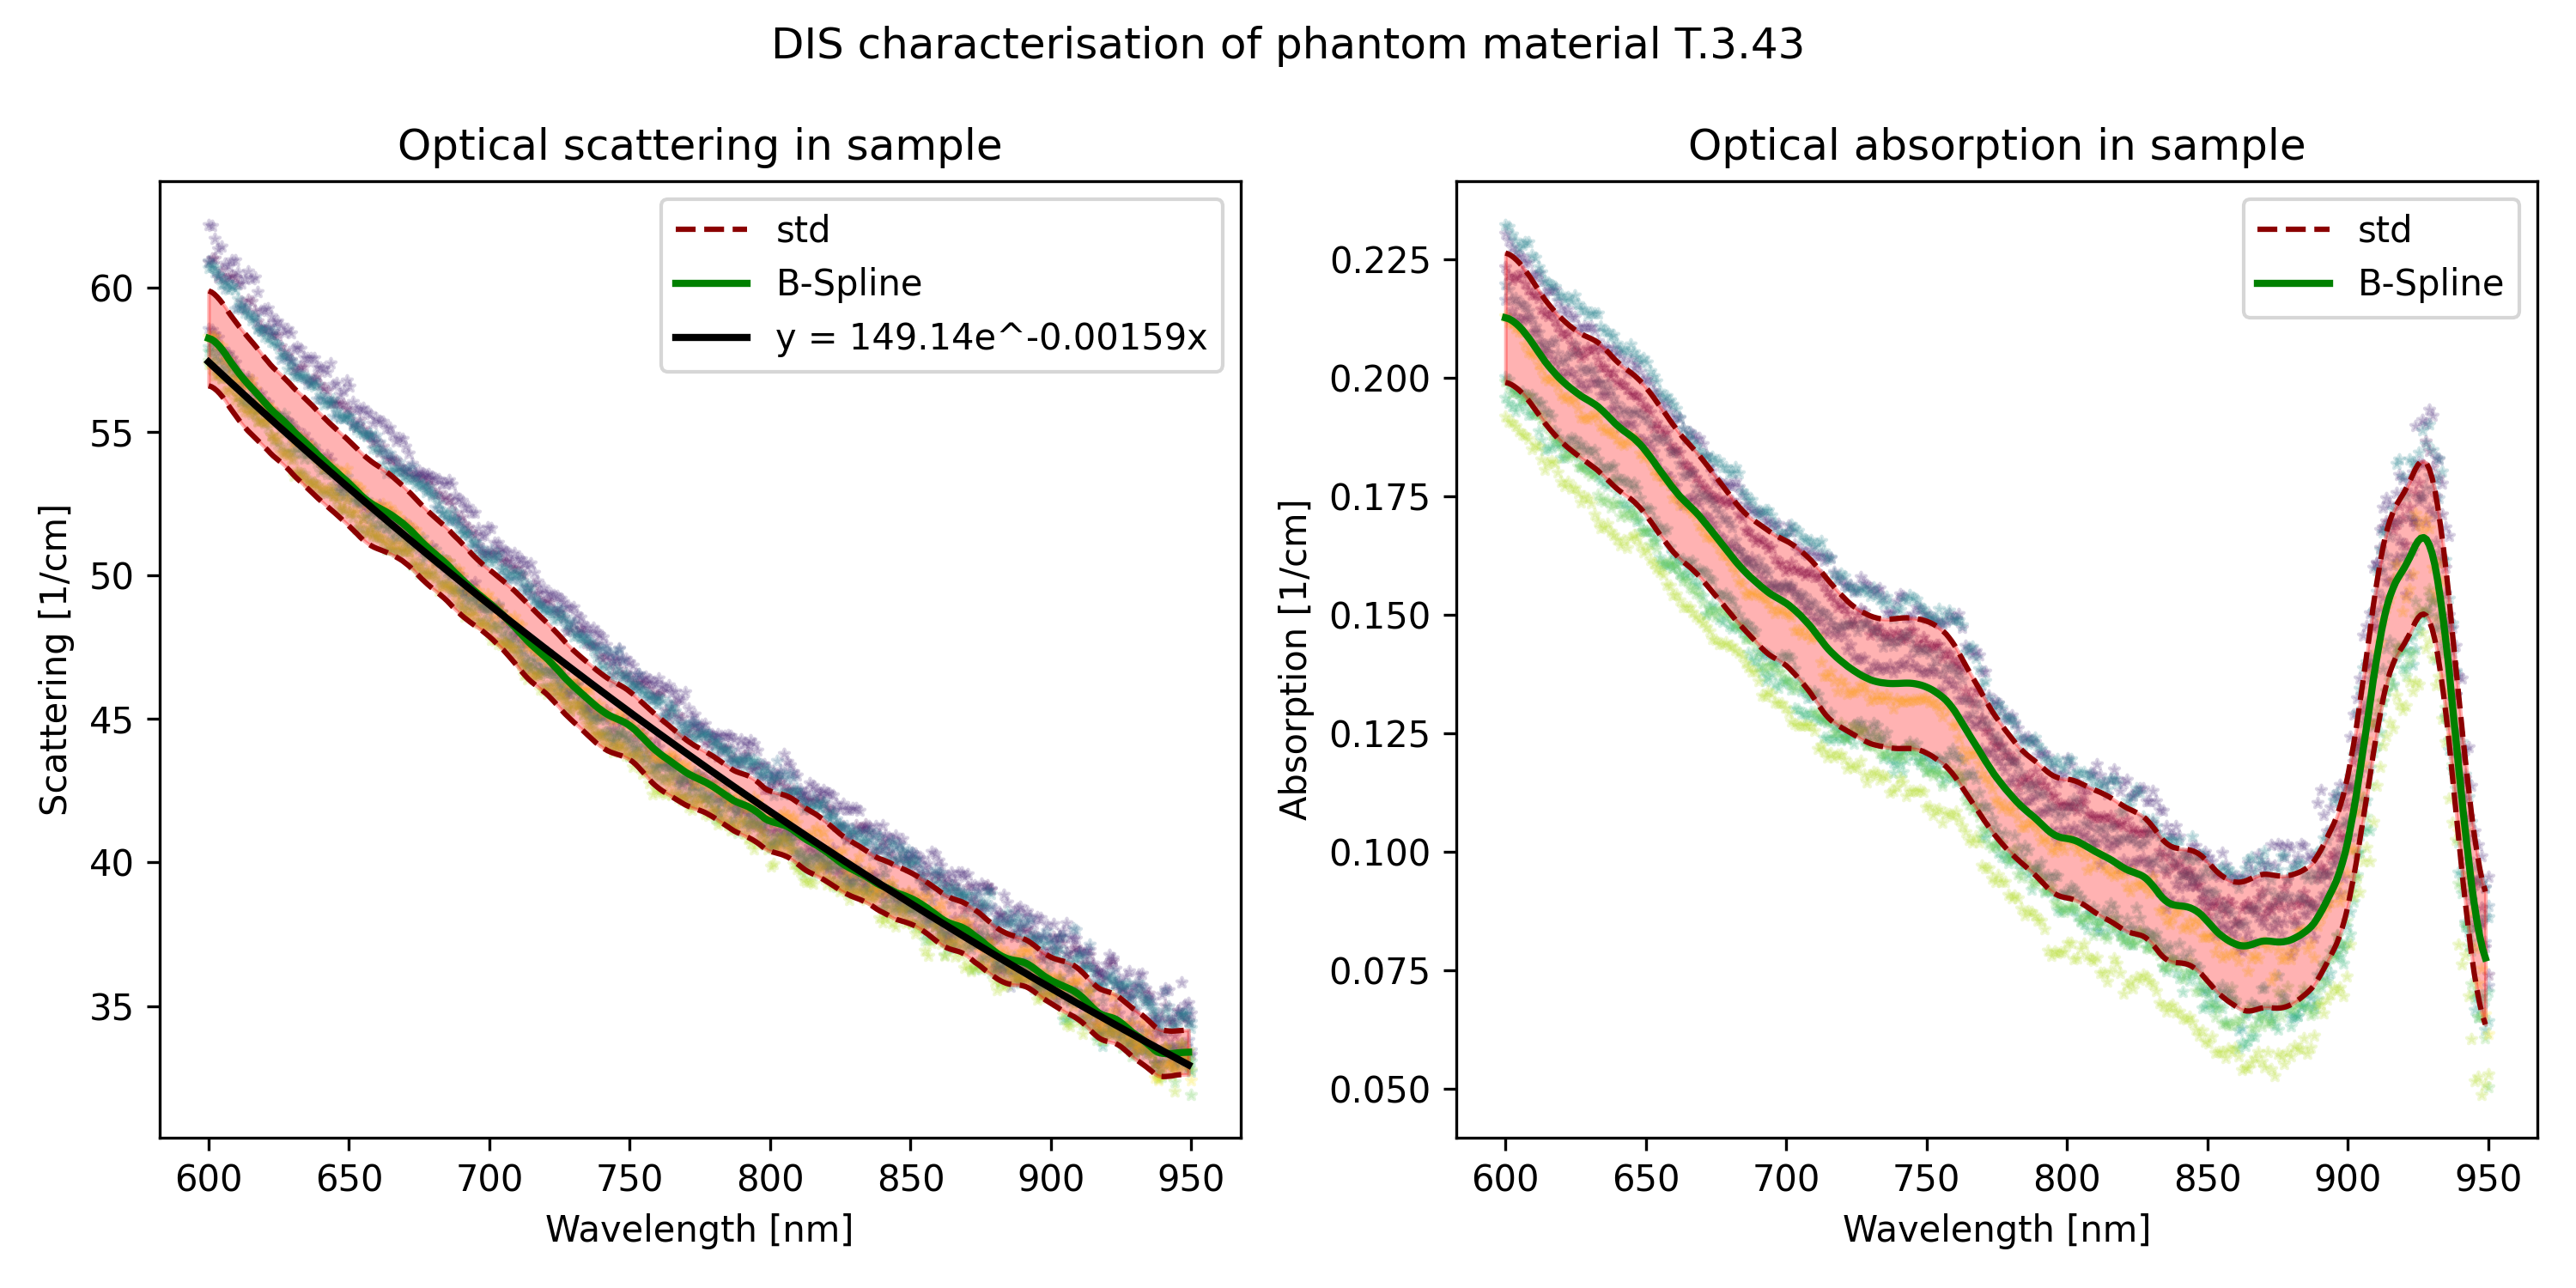 DIS characterisation of phantom material T.3.43
Optical scattering in sample
std
B-Spline
y = 149.14e^-0.00159x
Scattering [1/cm]
60
55
50
45
40
35
600 650 700 750 800 850 900 950
Wavelength [nm]
Optical absorption in sample
std
B-Spline
Absorption [1/cm]
0.225
0.200
0.175
0.150
0.125
0.100
0.075
0.050
600 650 700 750 800 850 900 950
Wavelength [nm]